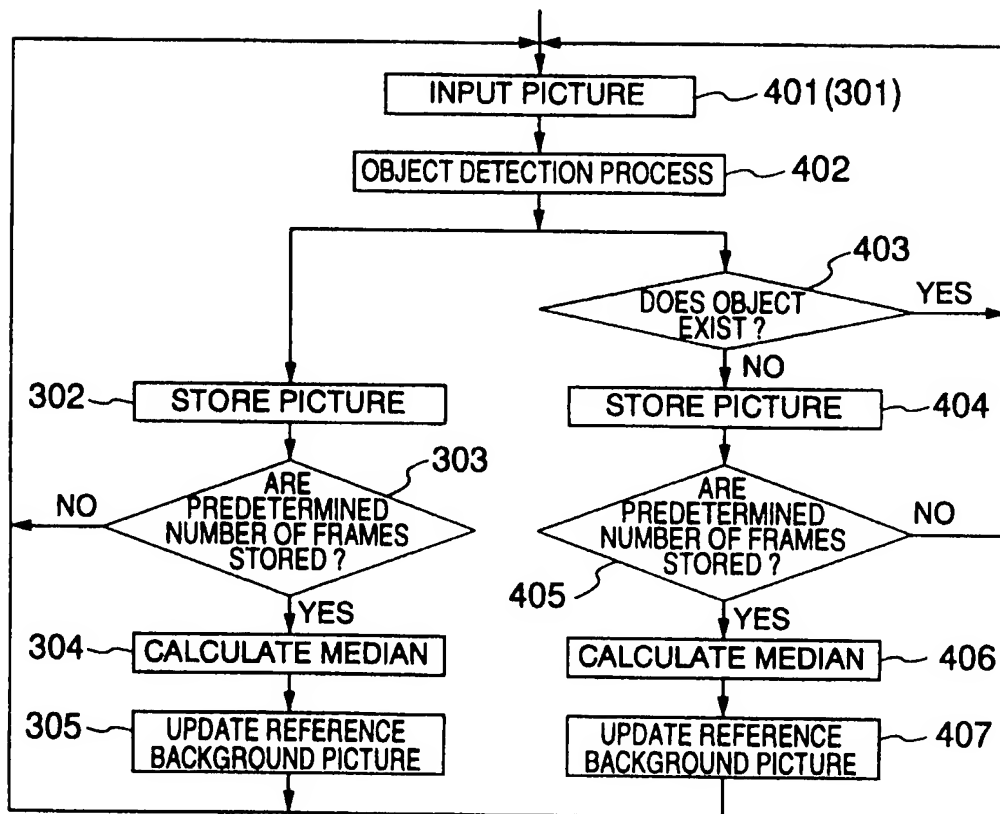 INPUT PICTURE
401(301)
OBJECT DETECTION PROCESS
402
403
DOES OBJECT
EXIST ?
YES
NO
302
STORE PICTURE
STORE PICTURE
404
303
ARE
PREDETERMINED
NUMBER OF FRAMES
STORED ?
NO
YES
ARE
PREDETERMINED
NUMBER OF FRAMES
STORED ?
NO
405
YES
304
CALCULATE MEDIAN
CALCULATE MEDIAN
406
305
UPDATE REFERENCE
BACKGROUND PICTURE
UPDATE REFERENCE
BACKGROUND PICTURE
407